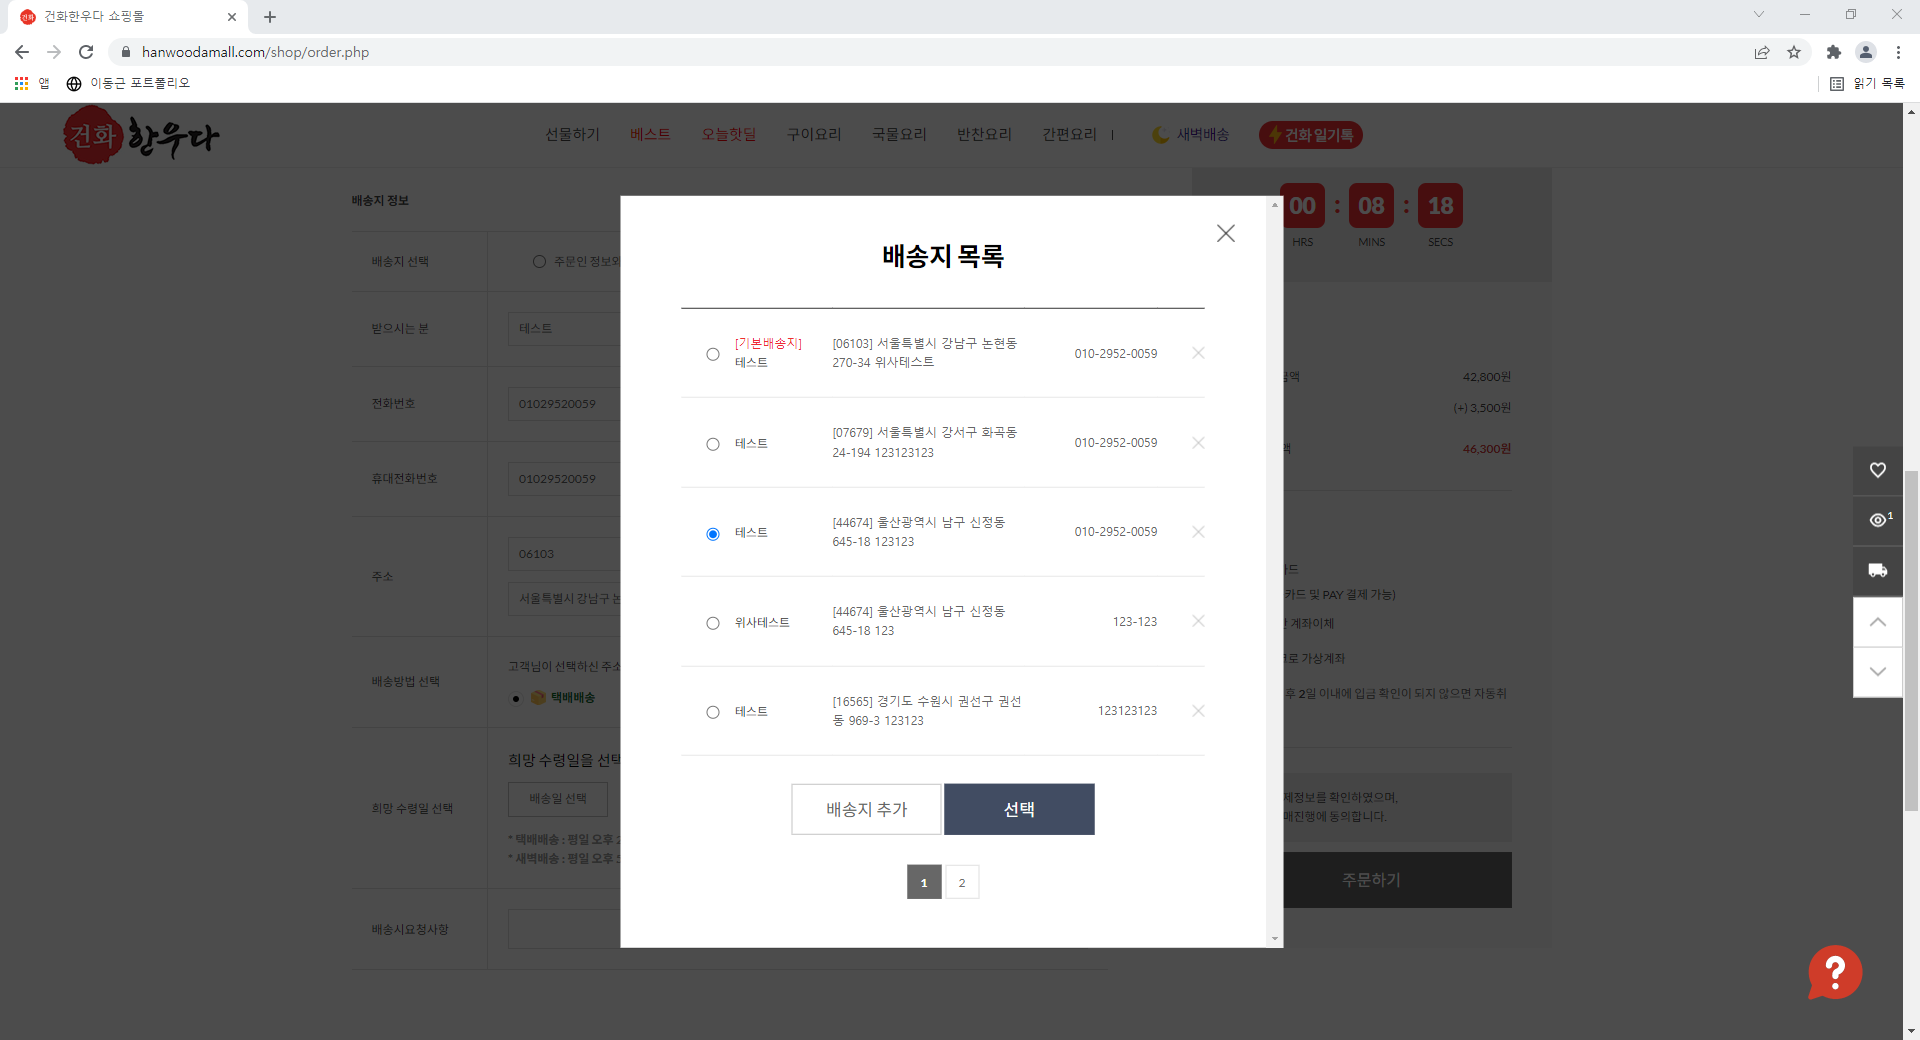 건화한우다 쇼핑몰
hanwoodamall.com/shop/order.php
앱
이동근 포트폴리오
읽기 목록
건화 한우다
선물하기
베스트
오늘핫딜
구이요리
국물요리
반찬요리
간편요리
새벽배송
건화 일기톡
배송지 정보
00 : 08 : 18
HRS
MINS
SECS
배송지 선택
주문인 정보와
받으시는 분
테스트
전화번호
01029520059
휴대전화번호
01029520059
주소
06103
서울특별시 강남구 논
배송방법 선택
고객님이 선택하신 주소
택배배송
희망 수령일 선택
희망 수령일을 선택
배송일 선택
* 택배배송 : 평일 오후
* 새벽배송 : 평일 오후
배송시요청사항
배송지 목록
[기본배송지]
테스트
[06103] 서울특별시 강남구 논현동
270-34 위사테스트
010-2952-0059
테스트
[07679] 서울특별시 강서구 화곡동
24-194 123123123
010-2952-0059
테스트
[44674] 울산광역시 남구 신정동
645-18 123123
010-2952-0059
위사테스트
[44674] 울산광역시 남구 신정동
645-18 123
123-123
테스트
[16565] 경기도 수원시 권선구 권선
동 969-3 123123
123123123
배송지 추가
선택
1
2
금액
42,800원
(+) 3,500원
액
46,300원
카드
카드 및 PAY 결제 가능)
계좌이체
로 가상계좌
후 2일 이내에 입금 확인이 되지 않으면 자동취
제정보를 확인하였으며,
매진행에 동의합니다.
주문하기
1
?